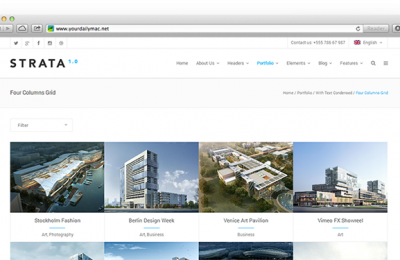 www.yourdailymac.net
Reader
Contact us: +555 780 67 567 English
STRATA 1.0
Home About Us Headers Portfolio Elements Blog Features
Four Columns Grid
Home / Portfolio / With Text Condensed / Four Columns Grid
Filter
Stockholm Fashion
Art, Photography
Berlin Design Week
Art, Business
Venice Art Pavilion
Business
Vimeo FX Showreel
Art